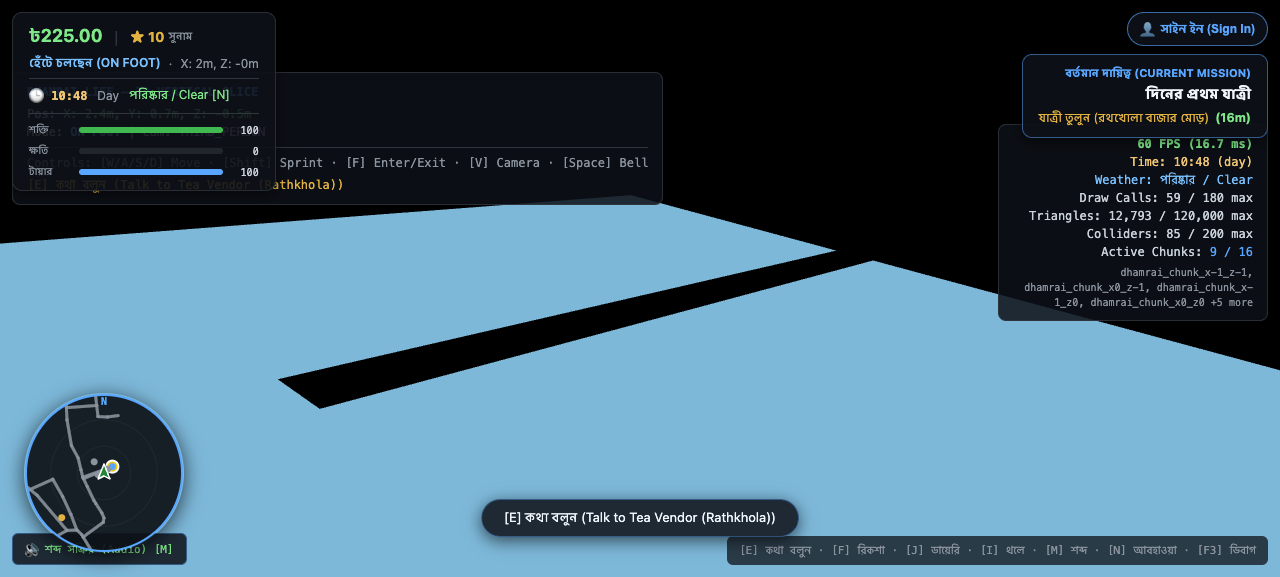 ৳225.00 | ⭐ 10 সুনাম
হেঁটে চলছেন (ON FOOT) · X: 2m, Z: -0m
🕒 10:48 Day পরিষ্কার / Clear [N]
শক্তি 100
ক্ষতি 0
টায়ার 100
Controls: [W/A/S/D] Move · [Shift] Sprint · [F] Enter/Exit · [V] Camera · [Space] Bell
[E] কথা বলুন (Talk to Tea Vendor (Rathkhola))
👤 সাইন ইন (Sign In)
বর্তমান দায়িত্ব (CURRENT MISSION)
দিনের প্রথম যাত্রী
যাত্রী তুলুন (রথখোলা বাজার মোড়) (16m)
60 FPS (16.7 ms)
Time: 10:48 (day)
Weather: পরিষ্কার / Clear
Draw Calls: 59 / 180 max
Triangles: 12,793 / 120,000 max
Colliders: 85 / 200 max
Active Chunks: 9 / 16
dhamrai_chunk_x-1_z-1,
dhamrai_chunk_x0_z-1, dhamrai_chunk_x-
1_z0, dhamrai_chunk_x0_z0 +5 more
N
[E] কথা বলুন (Talk to Tea Vendor (Rathkhola))
🔊 শব্দ (Audio) [M]
[E] কথা বলুন · [F] রিকশা · [J] ডায়েরি · [I] থলে · [M] শব্দ · [N] আবহাওয়া · [F3] ডিবাগ